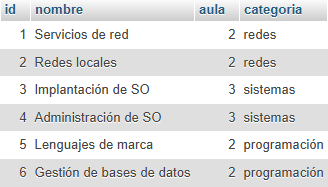 id nombre aula categoria
1 Servicios de red 2 redes
2 Redes locales 2 redes
3 Implantación de SO 3 sistemas
4 Administración de SO 3 sistemas
5 Lenguajes de marca 2 programación
6 Gestión de bases de datos 2 programación